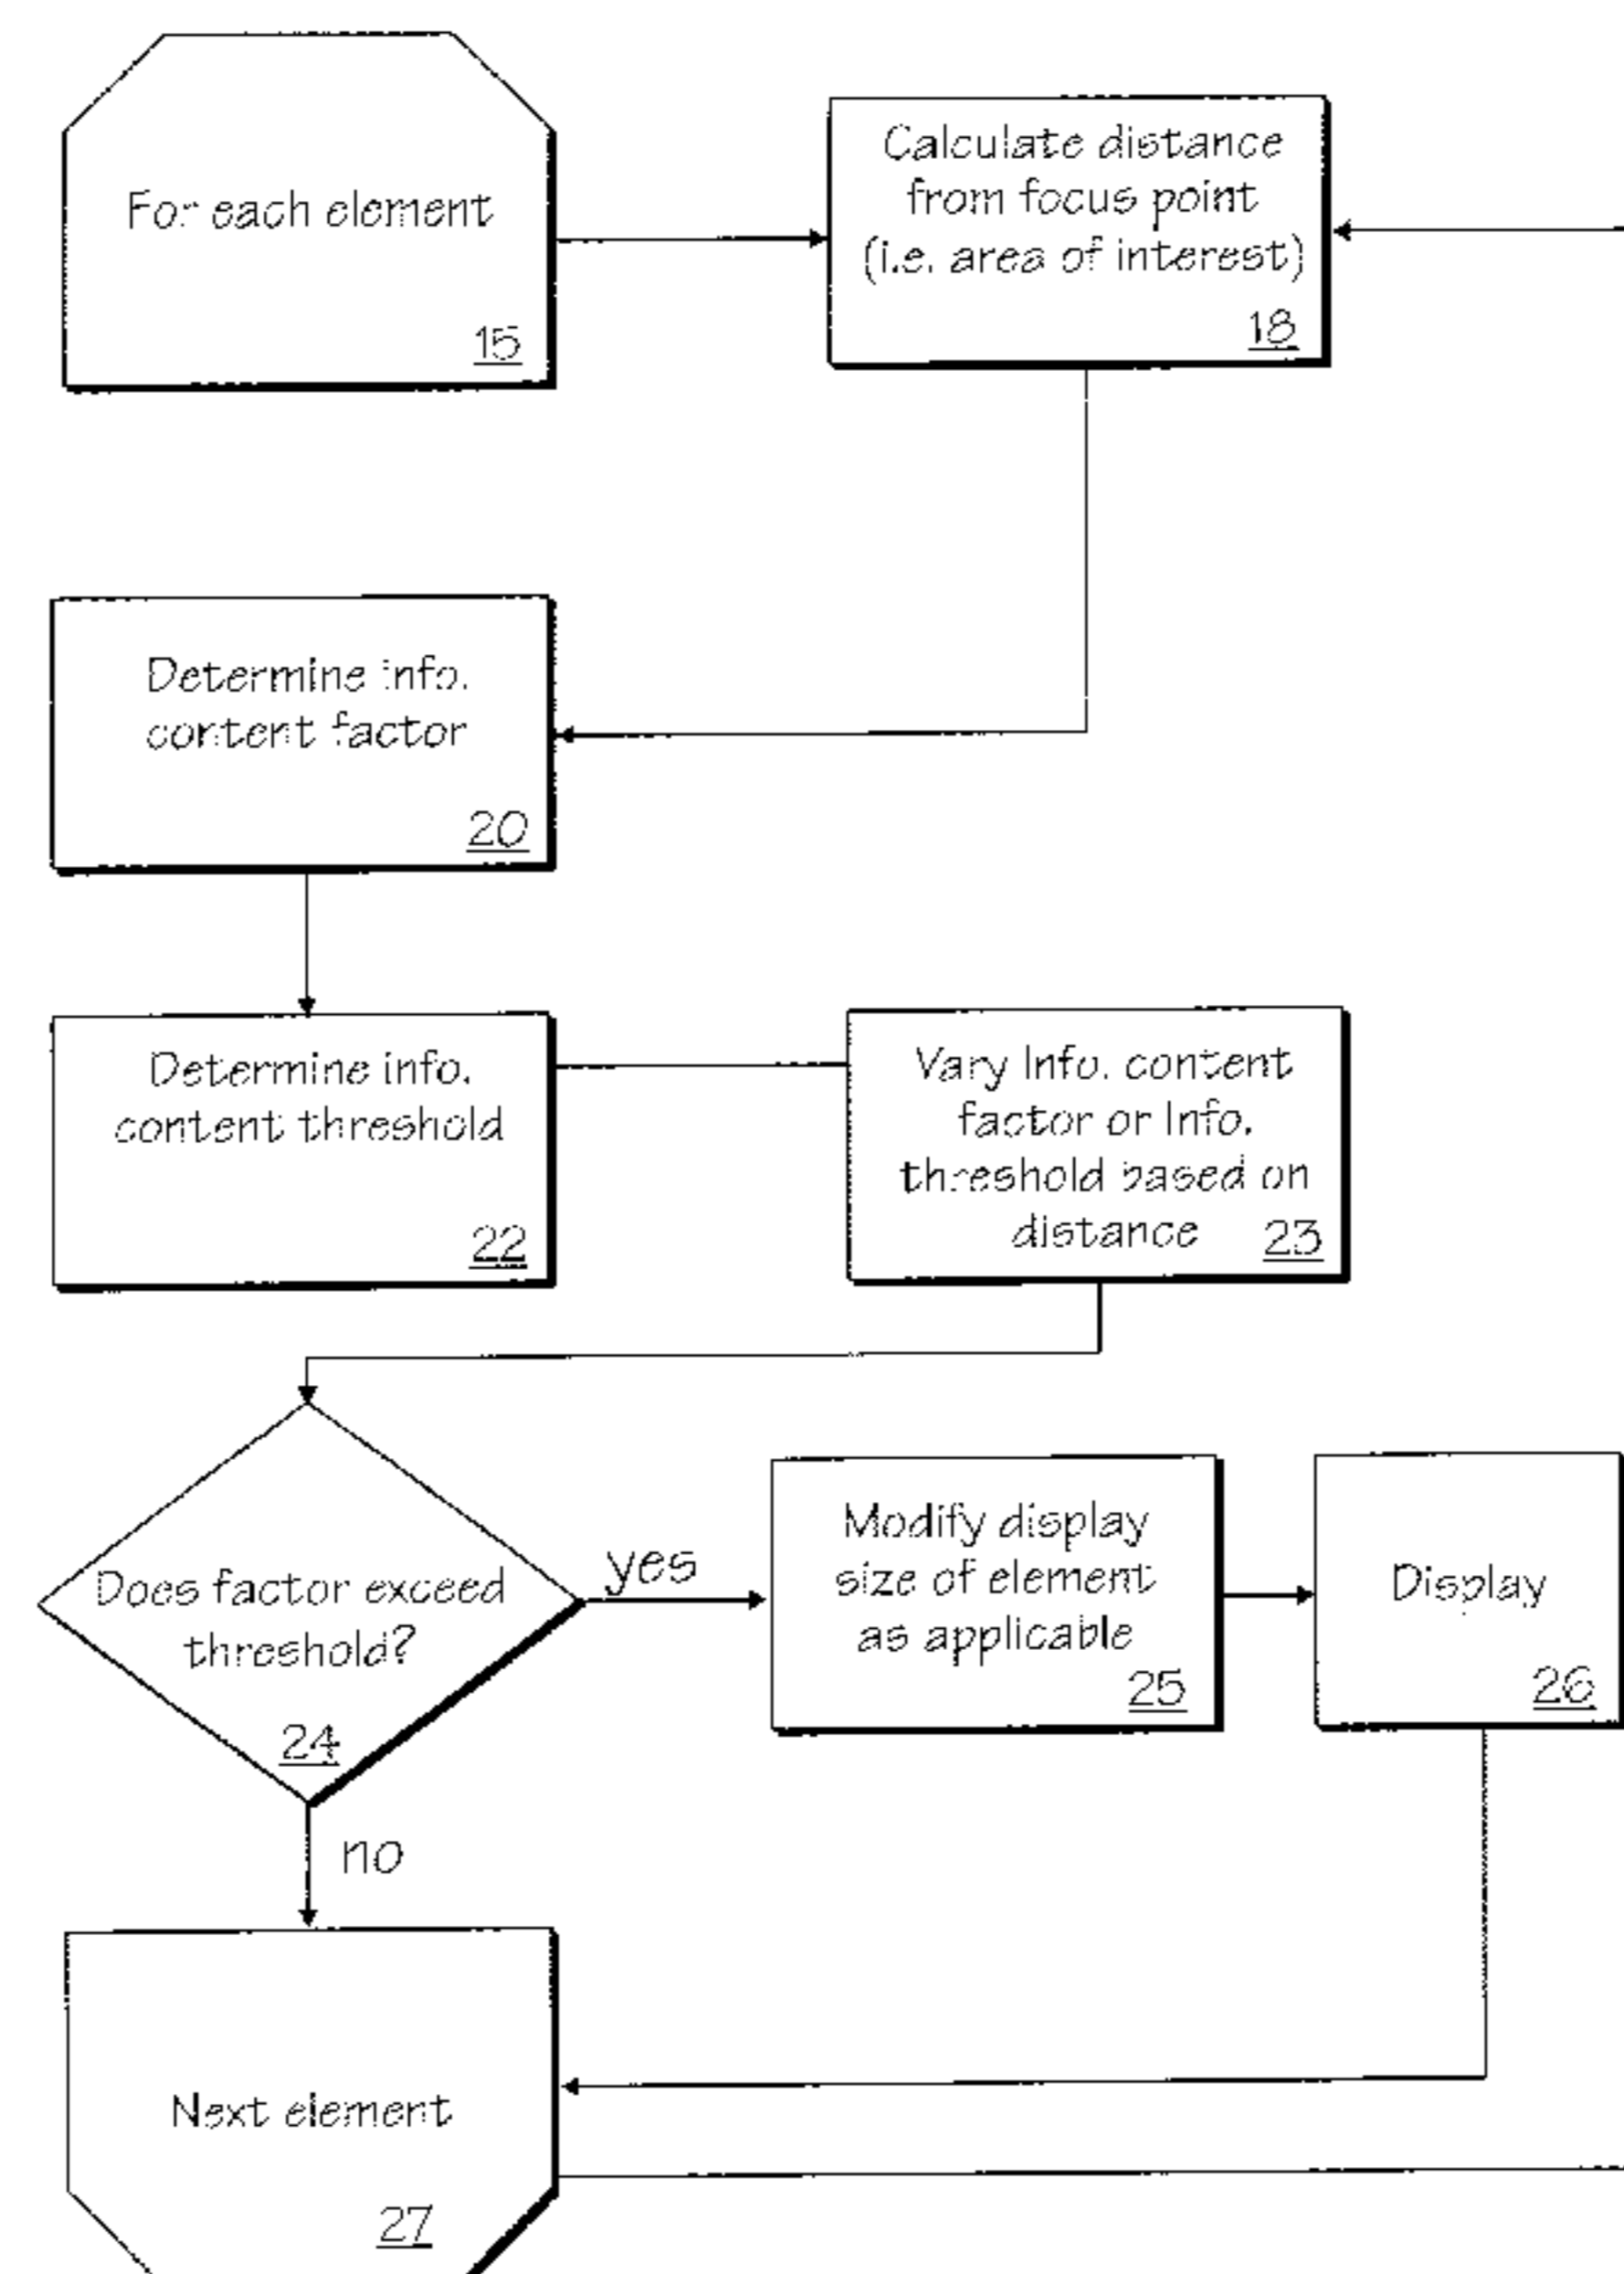 For each element
15
Calculate distance
from focus point
(i.e. area of interest)
18
Determine info.
content factor
20
Determine info.
content threshold
22
Vary Info. content
factor or Info.
threshold based on
distance 23
Does factor exceed
threshold?
24
yes
Modify display
size of element
as applicable
25
Display
26
no
Next element
27